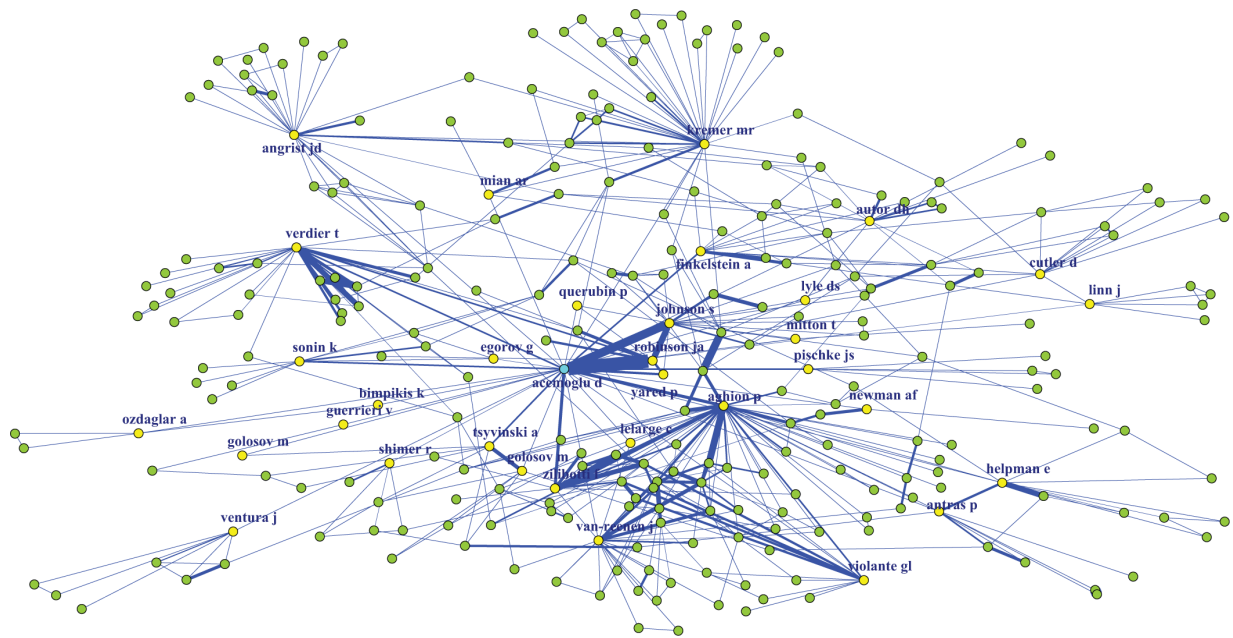 kremer mr
angrist jd
mian ar
autor dh
verdier t
finkelstein a
cutler d
querubin p
lyle ds
linn j
johnson s
mitton t
sonin k
egorov g
robinson ja
pischke js
acemoglu d
bimpikis k
yared p
aghion p
newman af
guerrieri v
ozdaglar a
tsyvinski a
lelarge c
golosov m
shimer r
golosov m
zilibotti f
helpman e
antras p
ventura j
van-reenen j
violante gl